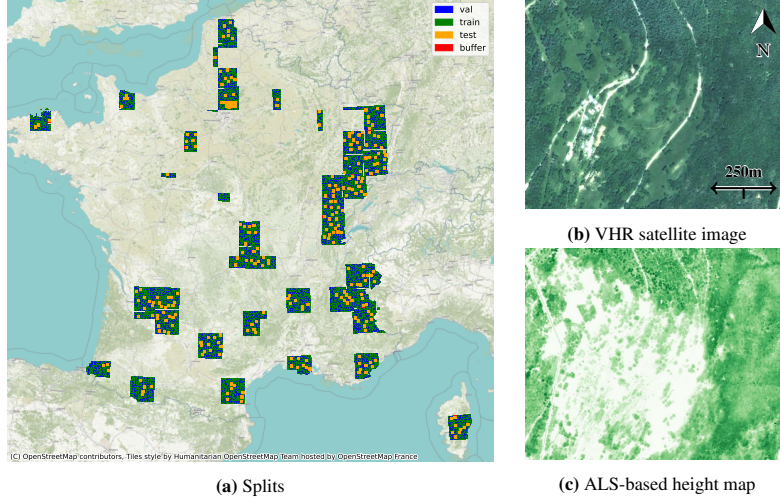 val
train
test
buffer
(C) OpenStreetMap contributors, Tiles style by Humanitarian OpenStreetMap Team hosted by OpenStreetMap France
(a) Splits
N
250m
(b) VHR satellite image
(c) ALS-based height map